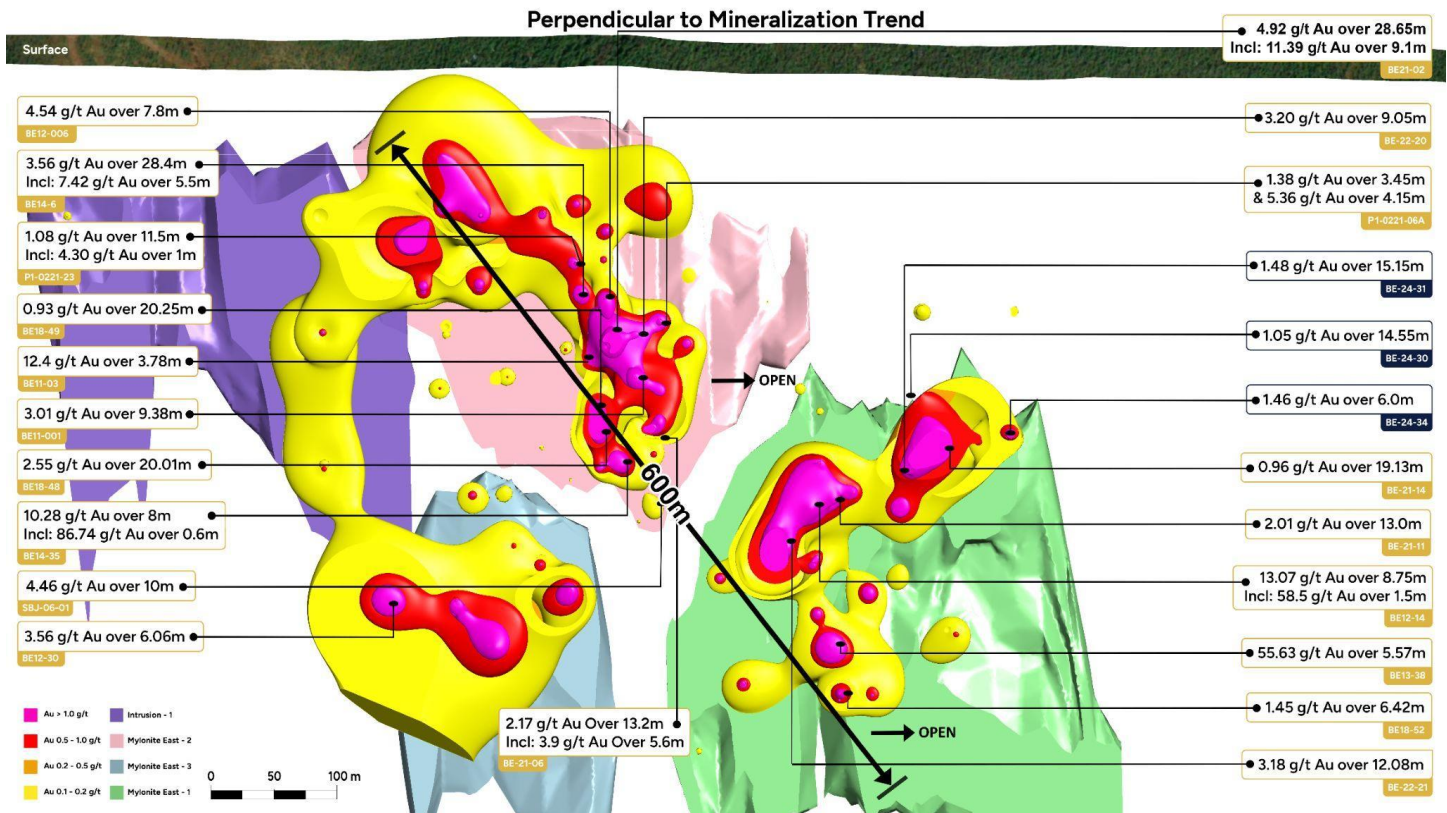 Perpendicular to Mineralization Trend
Surface
4.54 g/t Au over 7.8m
BE12-006
3.56 g/t Au over 28.4m
Incl: 7.42 g/t Au over 5.5m
BE14-6
1.08 g/t Au over 11.5m
Incl: 4.30 g/t Au over 1m
P1-0221-23
0.93 g/t Au over 20.25m
BE18-49
12.4 g/t Au over 3.78m
BE11-03
3.01 g/t Au over 9.38m
BE11-001
2.55 g/t Au over 20.01m
BE18-48
10.28 g/t Au over 8m
Incl: 86.74 g/t Au over 0.6m
BE14-35
4.46 g/t Au over 10m
SBJ-06-01
3.56 g/t Au over 6.06m
BE12-30
4.92 g/t Au over 28.65m
Incl: 11.39 g/t Au over 9.1m
BE21-02
3.20 g/t Au over 9.05m
BE-22-20
1.38 g/t Au over 3.45m
& 5.36 g/t Au over 4.15m
P1-0221-06A
1.48 g/t Au over 15.15m
BE-24-31
1.05 g/t Au over 14.55m
BE-24-30
1.46 g/t Au over 6.0m
BE-24-34
0.96 g/t Au over 19.13m
BE-21-14
2.01 g/t Au over 13.0m
BE-21-11
13.07 g/t Au over 8.75m
Incl: 58.5 g/t Au over 1.5m
BE12-14
55.63 g/t Au over 5.57m
BE13-38
1.45 g/t Au over 6.42m
BE18-52
3.18 g/t Au over 12.08m
BE-22-21
OPEN
600m
OPEN
2.17 g/t Au Over 13.2m
Incl: 3.9 g/t Au Over 5.6m
BE-21-06
Au > 1.0 g/t
Au 0.5 - 1.0 g/t
Au 0.2 - 0.5 g/t
Au 0.1 - 0.2 g/t
Intrusion - 1
Mylonite East - 2
Mylonite East - 3
Mylonite East - 1
0 50 100 m